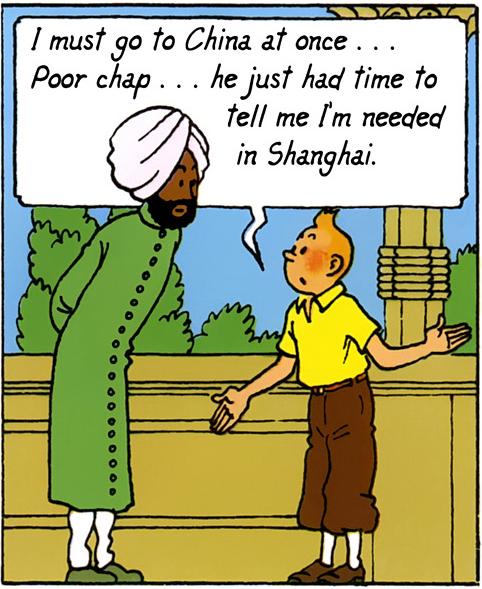 I must go to China at once . . .
Poor chap . . . he just had time to
tell me I'm needed
in Shanghai.